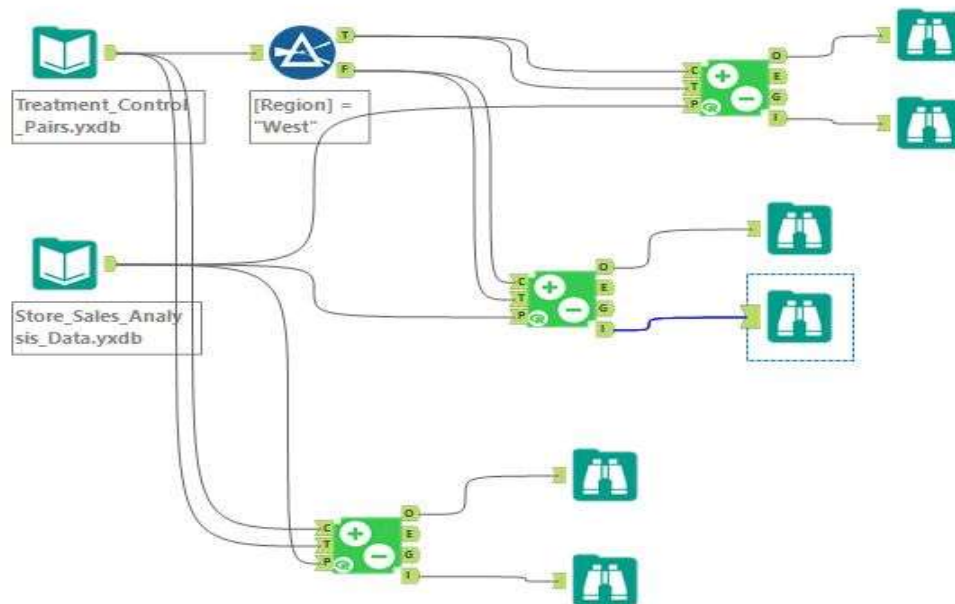 T
F
O
C
E
T
G
P
R
I
Treatment_Control
_Pairs.yxdb
[Region] =
"West"
O
C
E
T
G
P
R
I
Store_Sales_Analy
sis_Data.yxdb
O
C
E
T
G
P
R
I